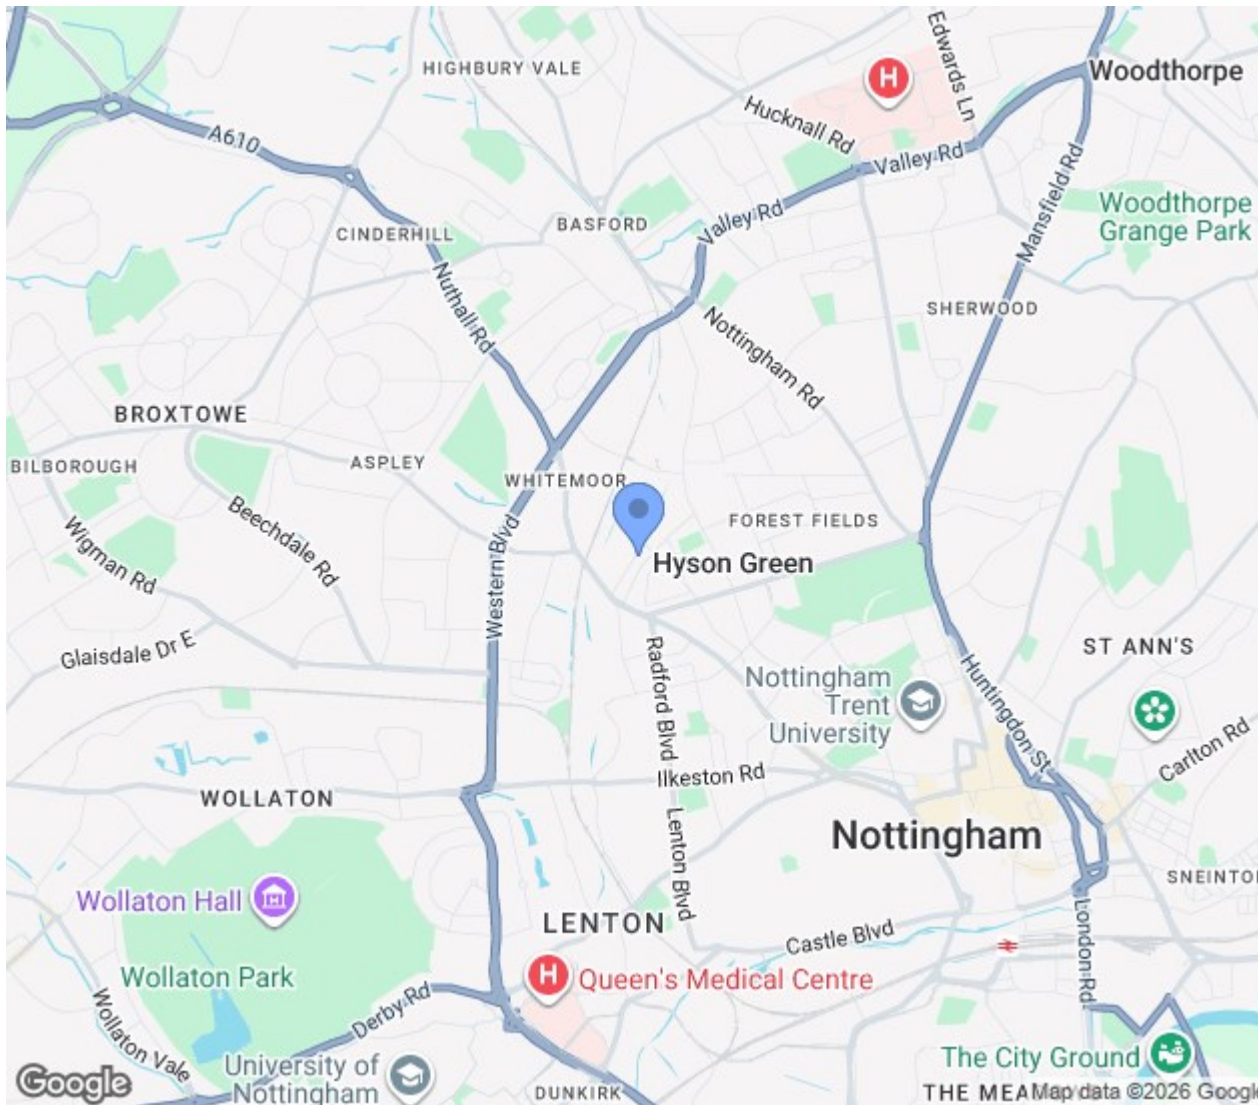 Edwards Ln
HIGHBURY VALE
H
Woodthorpe
Hucknall Rd
A610
Valley Rd
Mansfield Rd
Woodthorpe
Grange Park
BASFORD
Valley Rd
CINDERHILL
Nuthall Rd
SHERWOOD
Nottingham Rd
BROXTOWE
BILBOROUGH
ASPLEY
WHITEMOOR
Beechdale Rd
Wigman Rd
FOREST FIELDS
Western Blvd
Hyson Green
Glaisdale Dr E
Radford Blvd
Huntingdon St
ST ANN'S
Nottingham
Trent
University
Carlton Rd
Ilkeston Rd
WOLLATON
Lenton Blvd
Nottingham
SNEINTO
Wollaton Hall
LENTON
Castle Blvd
London Rd
H
Queen's Medical Centre
Wollaton Park
Derby Rd
Wollaton Vale
University of
Nottingham
The City Ground
Google
DUNKIRK
THE MEA
Map data ©2026 Google